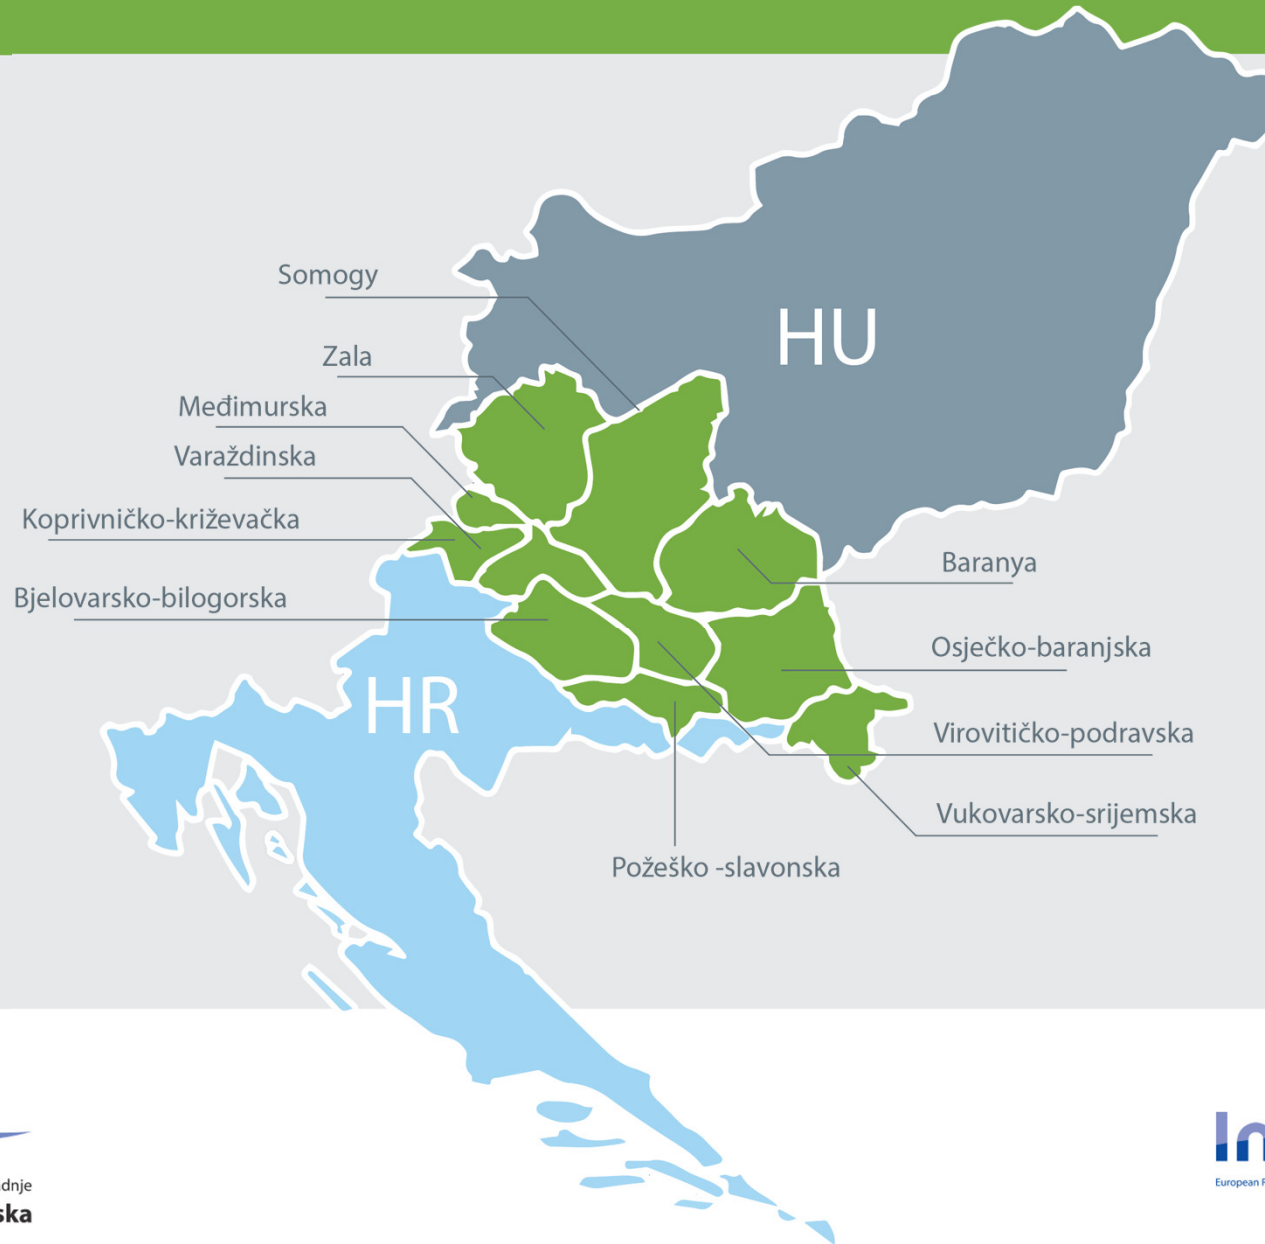 Somogy
HU
Zala
Međimurska
Varaždinska
Koprivničko-križevačka
Baranya
Bjelovarsko-bilogorska
Osječko-baranjska
HR
Virovitičko-podravska
Vukovarsko-srijemska
Požeško -slavonska
European